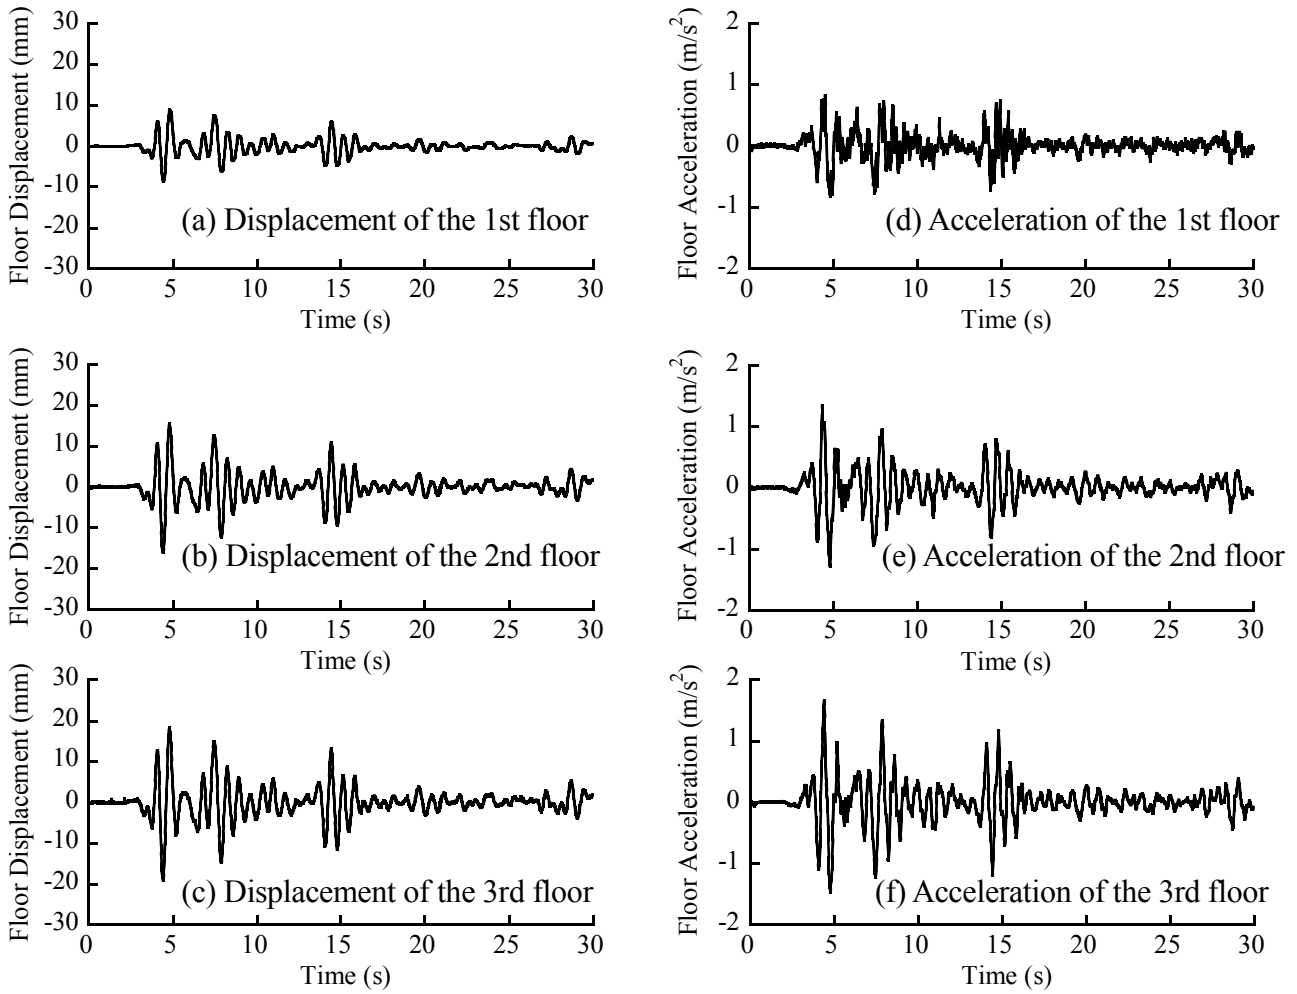 Floor Displacement (mm)
30
20
10
0
-10
-20
-30
(a) Displacement of the 1st floor
0 5 10 15 20 25 30
Time (s)
Floor Acceleration (m/s²)
2
1
0
-1
-2
(d) Acceleration of the 1st floor
0 5 10 15 20 25 30
Time (s)
Floor Displacement (mm)
30
20
10
0
-10
-20
-30
(b) Displacement of the 2nd floor
0 5 10 15 20 25 30
Time (s)
Floor Acceleration (m/s²)
2
1
0
-1
-2
(e) Acceleration of the 2nd floor
0 5 10 15 20 25 30
Time (s)
Floor Displacement (mm)
30
20
10
0
-10
-20
-30
(c) Displacement of the 3rd floor
0 5 10 15 20 25 30
Time (s)
Floor Acceleration (m/s²)
2
1
0
-1
-2
(f) Acceleration of the 3rd floor
0 5 10 15 20 25 30
Time (s)